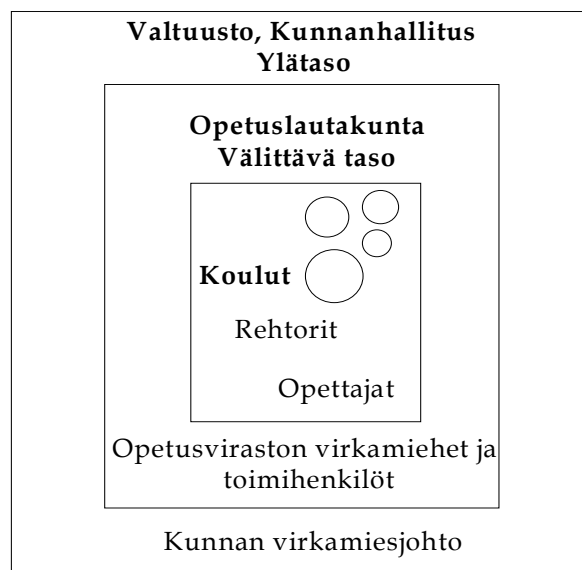 Valtuusto, Kunnanhallitus
Ylätaso
Opetuslautakunta
Välittävä taso
Koulut
Rehtorit
Opettajat
Opetusviraston virkamiehet ja
toimihenkilöt
Kunnan virkamiesjohto